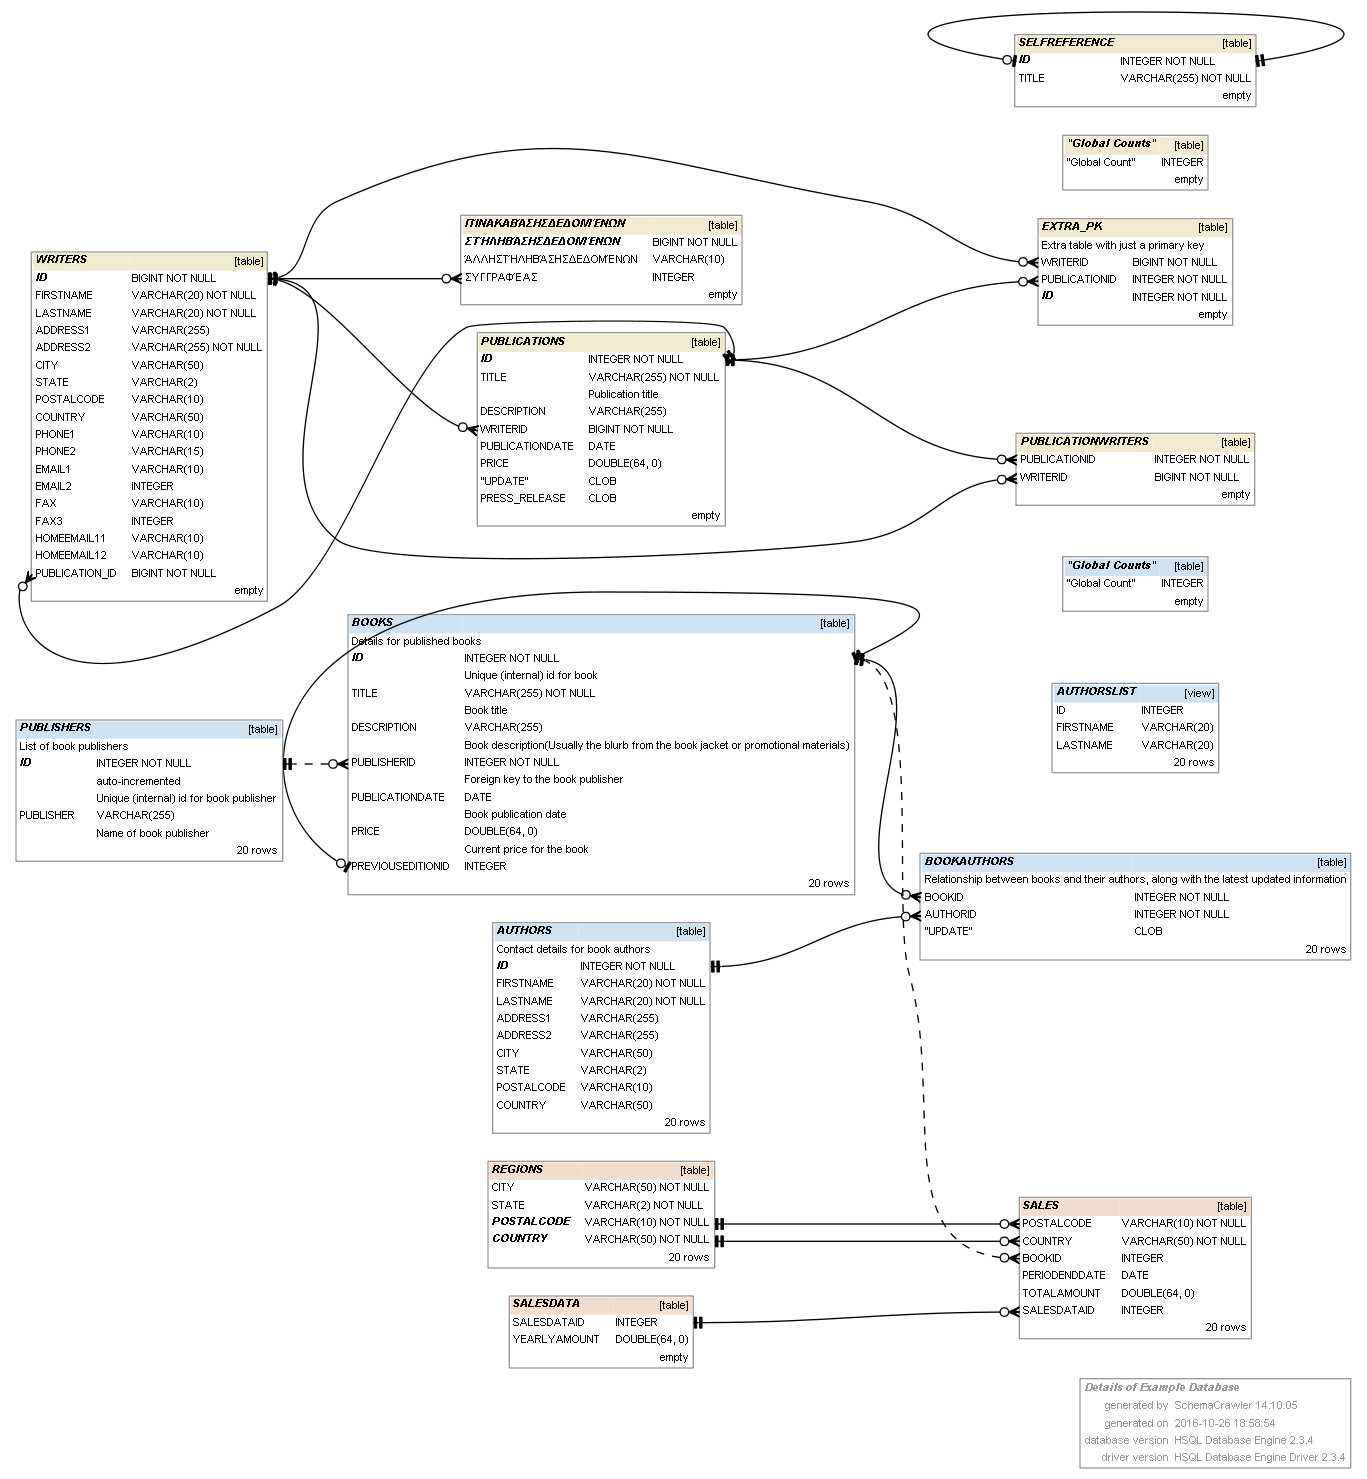 SELFREFERENCE [table]
ID INTEGER NOT NULL
TITLE VARCHAR(255) NOT NULL
empty
"Global Counts" [table]
"Global Count" INTEGER
empty
ΠΊΝΑΚΑΒΆΣΗΣΔΕΔΟΜΈΝΩΝ [table]
ΣΤΉΛΗΒΆΣΗΣΔΕΔΟΜΈΝΩΝ BIGINT NOT NULL
ΆΛΛΗΣΤΉΛΗΒΆΣΗΣΔΕΔΟΜΈΝΩΝ VARCHAR(10)
ΣΥΓΓΡΑΦΈΑΣ INTEGER
empty
EXTRA_PK [table]
Extra table with just a primary key
WRITERID BIGINT NOT NULL
PUBLICATIONID INTEGER NOT NULL
ID INTEGER NOT NULL
empty
WRITERS [table]
ID BIGINT NOT NULL
FIRSTNAME VARCHAR(20) NOT NULL
LASTNAME VARCHAR(20) NOT NULL
ADDRESS1 VARCHAR(255)
ADDRESS2 VARCHAR(255) NOT NULL
CITY VARCHAR(50)
STATE VARCHAR(2)
POSTALCODE VARCHAR(10)
COUNTRY VARCHAR(50)
PHONE1 VARCHAR(10)
PHONE2 VARCHAR(15)
EMAIL1 VARCHAR(10)
EMAIL2 INTEGER
FAX VARCHAR(10)
FAX3 INTEGER
HOMEEMAIL11 VARCHAR(10)
HOMEEMAIL12 VARCHAR(10)
PUBLICATION_ID BIGINT NOT NULL
empty
PUBLICATIONS [table]
ID INTEGER NOT NULL
TITLE VARCHAR(255) NOT NULL
Publication title
DESCRIPTION VARCHAR(255)
WRITERID BIGINT NOT NULL
PUBLICATIONDATE DATE
PRICE DOUBLE(64, 0)
"UPDATE" CLOB
PRESS_RELEASE CLOB
empty
PUBLICATIONWRITERS [table]
PUBLICATIONID INTEGER NOT NULL
WRITERID BIGINT NOT NULL
empty
"Global Counts" [table]
"Global Count" INTEGER
empty
BOOKS [table]
Details for published books
ID INTEGER NOT NULL
Unique (internal) id for book
TITLE VARCHAR(255) NOT NULL
Book title
DESCRIPTION VARCHAR(255)
Book description(Usually the blurb from the book jacket or promotional materials)
PUBLISHERID INTEGER NOT NULL
Foreign key to the book publisher
PUBLICATIONDATE DATE
Book publication date
PRICE DOUBLE(64, 0)
Current price for the book
PREVIOUSEDITIONID INTEGER
20 rows
PUBLISHERS [table]
List of book publishers
ID INTEGER NOT NULL
auto-incremented
Unique (internal) id for book publisher
PUBLISHER VARCHAR(255)
Name of book publisher
20 rows
AUTHORSLIST [view]
ID INTEGER
FIRSTNAME VARCHAR(20)
LASTNAME VARCHAR(20)
20 rows
BOOKAUTHORS [table]
Relationship between books and their authors, along with the latest updated information
BOOKID INTEGER NOT NULL
AUTHORID INTEGER NOT NULL
"UPDATE" CLOB
20 rows
AUTHORS [table]
Contact details for book authors
ID INTEGER NOT NULL
FIRSTNAME VARCHAR(20) NOT NULL
LASTNAME VARCHAR(20) NOT NULL
ADDRESS1 VARCHAR(255)
ADDRESS2 VARCHAR(255)
CITY VARCHAR(50)
STATE VARCHAR(2)
POSTALCODE VARCHAR(10)
COUNTRY VARCHAR(50)
20 rows
REGIONS [table]
CITY VARCHAR(50) NOT NULL
STATE VARCHAR(2) NOT NULL
POSTALCODE VARCHAR(10) NOT NULL
COUNTRY VARCHAR(50) NOT NULL
20 rows
SALES [table]
POSTALCODE VARCHAR(10) NOT NULL
COUNTRY VARCHAR(50) NOT NULL
BOOKID INTEGER
PERIODENDDATE DATE
TOTALAMOUNT DOUBLE(64, 0)
SALESDATAID INTEGER
20 rows
SALESDATA [table]
SALESDATAID INTEGER
YEARLYAMOUNT DOUBLE(64, 0)
empty
Details of Example Database
generated by SchemaCrawler 14.10.05
generated on 2016-10-26 18:58:54
database version HSQL Database Engine 2.3.4
driver version HSQL Database Engine Driver 2.3.4